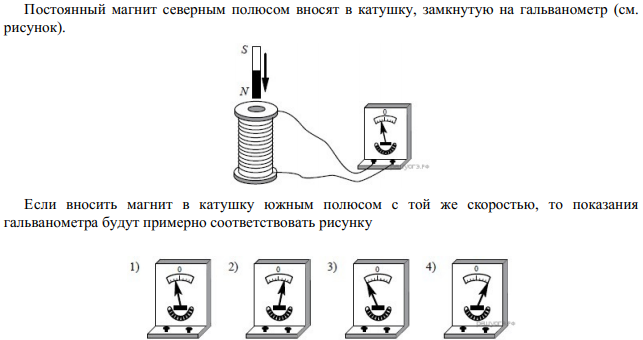 Постоянный магнит северным полюсом вносят в катушку, замкнутую на гальванометр (см.
рисунок).
S
N
0
Если вносить магнит в катушку южным полюсом с той же скоростью, то показания
гальванометра будут примерно соответствовать рисунку
1) 2) 3) 4)
0 0 0 0